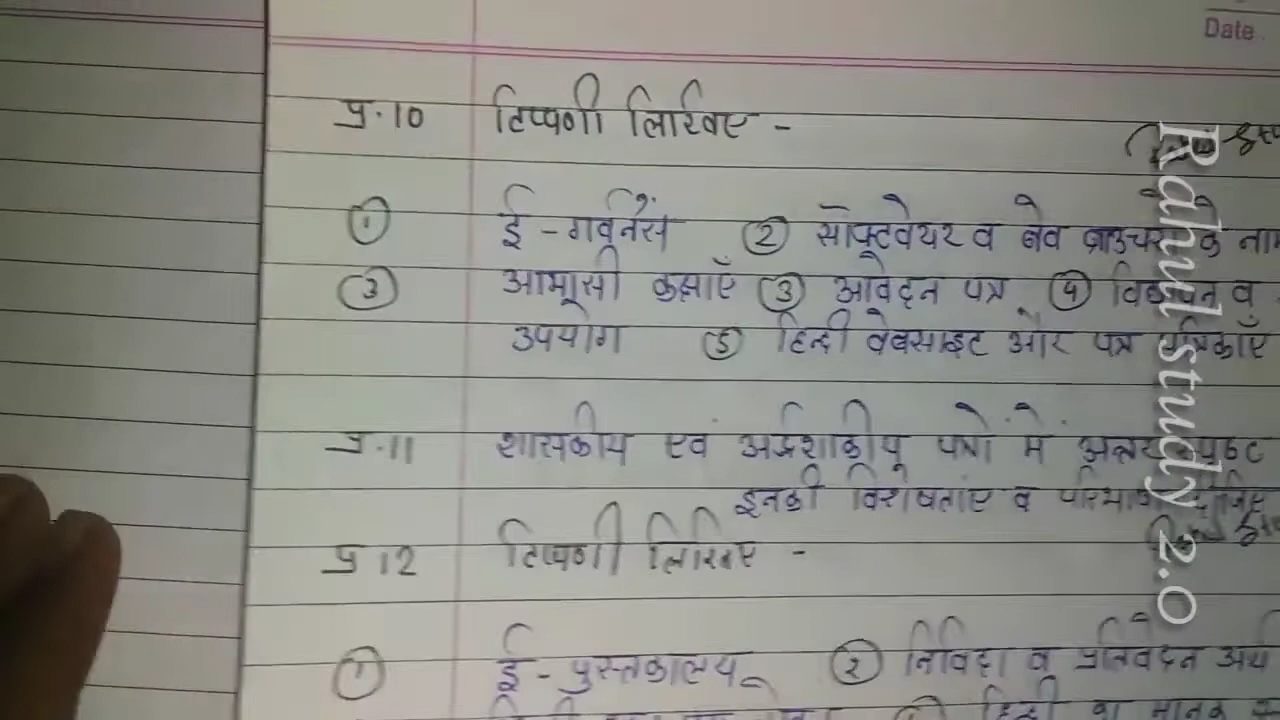 Date
प्र.10 टिप्पणी लिखिए -
① ई-गवर्नेंस ② सॉफ्टवेयर व वेब ब्राउचर के नाम
③ आभासी कक्षाएँ ③ आवेदन पत्र ④ विज्ञापन व
उपयोग ⑤ हिन्दी वेबसाइट और पत्र पत्रिकाएँ
प्र.11 शासकीय एवं अर्धशाकीय पत्रों में अन्तर स्पष्ट
इनकी विशेषताएं व परिभाषा
प्र 12 टिप्पणी लिखिए -
① ई-पुस्तकालय ② निविदा व प्रतिवेदन अर्थ
हिन्दी का मानक
Rahul study 2.0